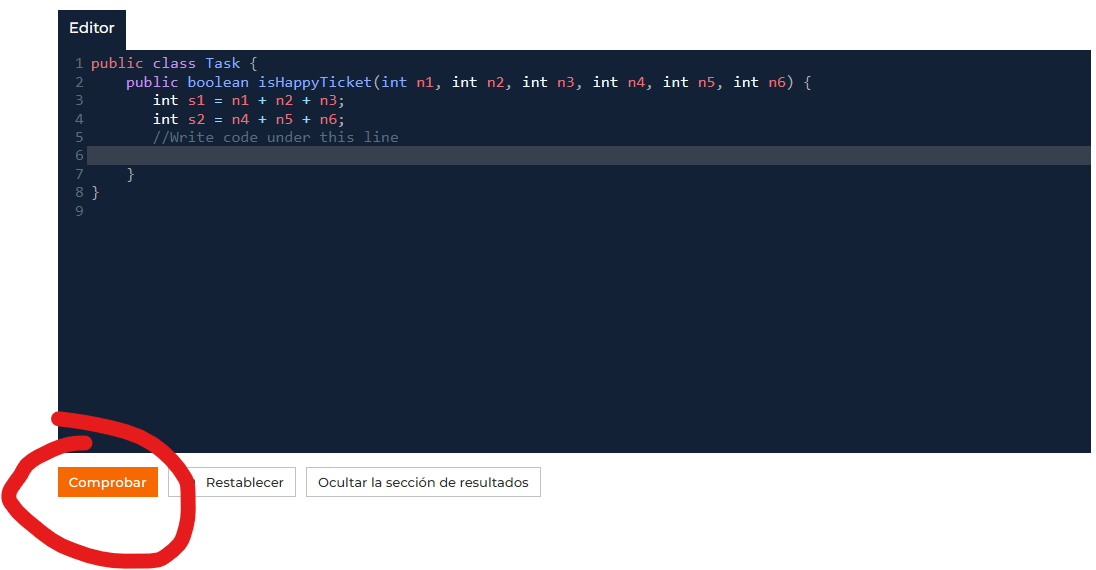 Editor
1 public class Task {
2 public boolean isHappyTicket(int n1, int n2, int n3, int n4, int n5, int n6) {
3 int s1 = n1 + n2 + n3;
4 int s2 = n4 + n5 + n6;
5 //Write code under this line
6
7 }
8 }
9
Comprobar Restablecer Ocultar la sección de resultados